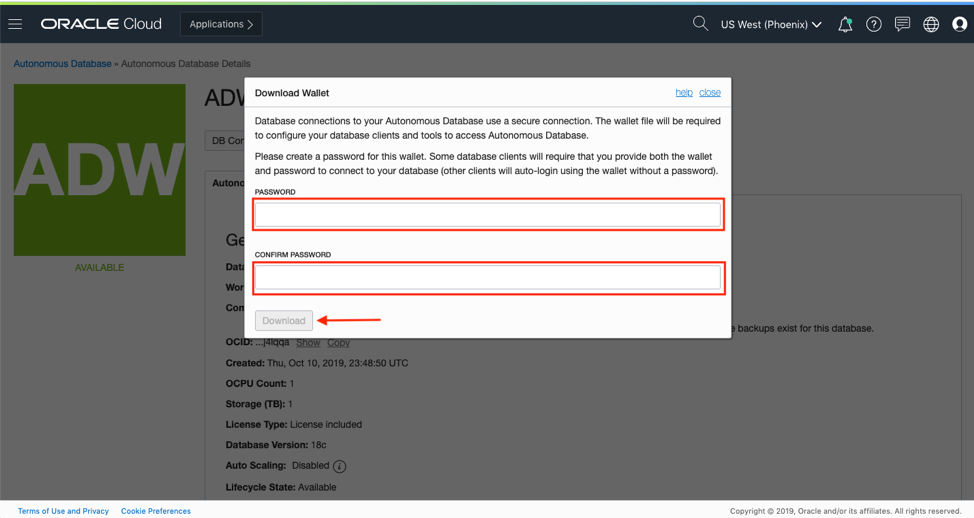 ORACLE Cloud
Applications >
US West (Phoenix)
Autonomous Database » Autonomous Database Details
ADW
ADW
AVAILABLE
DB Con
Autono
Download Wallet
help close
Database connections to your Autonomous Database use a secure connection. The wallet file will be required
to configure your database clients and tools to access Autonomous Database.
Please create a password for this wallet. Some database clients will require that you provide both the wallet
and password to connect to your database (other clients will auto-login using the wallet without a password).
PASSWORD
CONFIRM PASSWORD
Download
Ge
Data
Wor
Con
e backups exist for this database.
OCID: ...j4lqqa Show Copy
Created: Thu, Oct 10, 2019, 23:48:50 UTC
OCPU Count: 1
Storage (TB): 1
License Type: License included
Database Version: 18c
Auto Scaling: Disabled i
Lifecycle State: Available
Terms of Use and Privacy Cookie Preferences
Copyright © 2019, Oracle and/or its affiliates. All rights reserved.